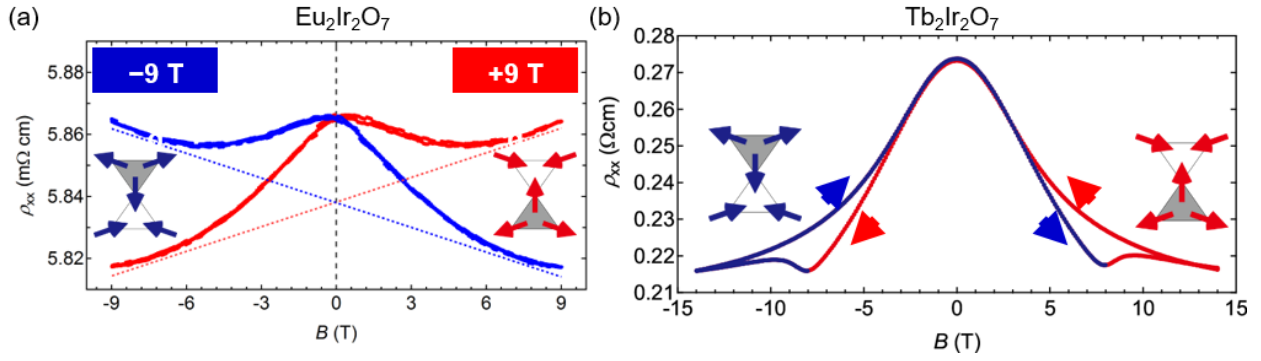 (a) Eu₂Ir₂O₇
−9 T
+9 T
5.88
5.86
5.84
5.82
ρxx (mΩ cm)
-9 -6 -3 0 3 6 9
B (T)
(b) Tb₂Ir₂O₇
0.28
0.27
0.26
0.25
0.24
0.23
0.22
0.21
ρxx (Ωcm)
-15 -10 -5 0 5 10 15
B (T)